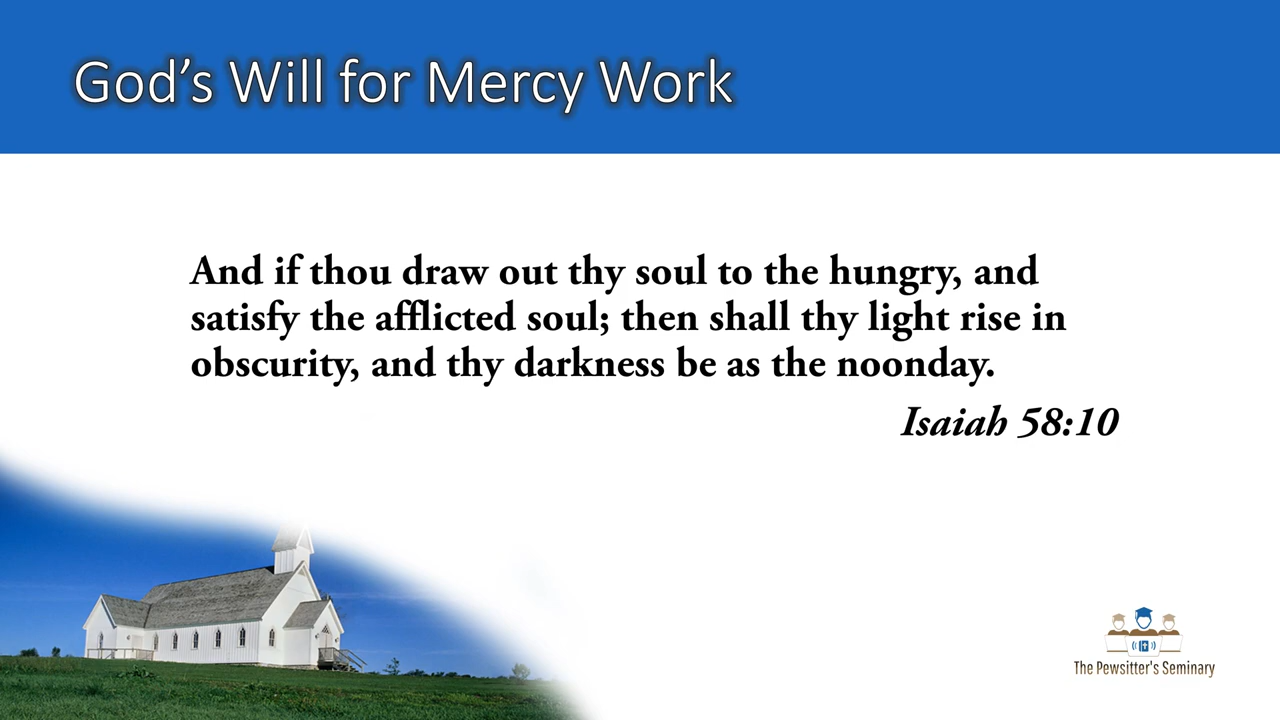 God’s Will for Mercy Work
And if thou draw out thy soul to the hungry, and
satisfy the afflicted soul; then shall thy light rise in
obscurity, and thy darkness be as the noonday.
Isaiah 58:10
The Pewsitter's Seminary